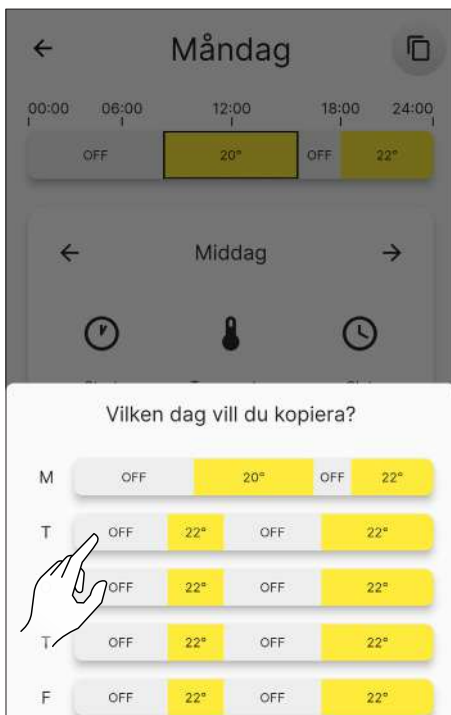 Måndag
00:00 06:00 12:00 18:00 24:00
OFF 20° OFF 22°
Middag
Vilken dag vill du kopiera?
M OFF 20° OFF 22°
T OFF 22° OFF 22°
OFF 22° OFF 22°
T OFF 22° OFF 22°
F OFF 22° OFF 22°